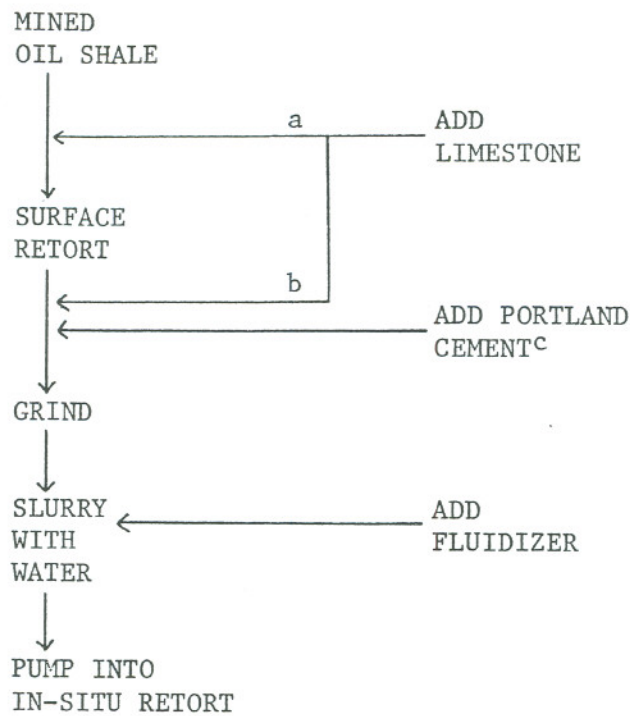 MINED
OIL SHALE
a
ADD
LIMESTONE
SURFACE
RETORT
b
ADD PORTLAND
CEMENTᶜ
GRIND
SLURRY
WITH
WATER
ADD
FLUIDIZER
PUMP INTO
IN-SITU RETORT